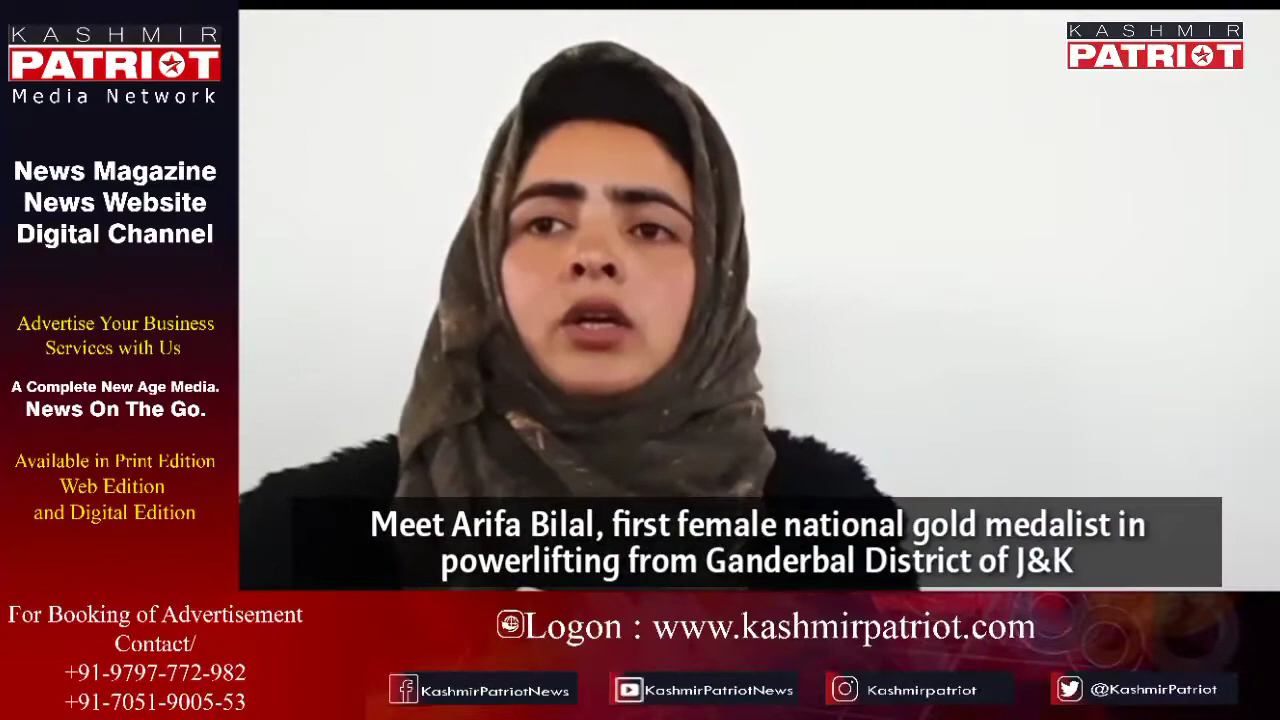 KASHMIR
PATRIOT
Media Network
News Magazine
News Website
Digital Channel
Advertise Your Business
Services with Us
A Complete New Age Media.
News On The Go.
Available in Print Edition
Web Edition
and Digital Edition
For Booking of Advertisement
Contact/
+91-9797-772-982
+91-7051-9005-53
KASHMIR
PATRIOT
Meet Arifa Bilal, first female national gold medalist in
powerlifting from Ganderbal District of J&K
Logon : www.kashmirpatriot.com
KashmirPatriotNews
KashmirPatriotNews
Kashmirpatriot
@KashmirPatriot